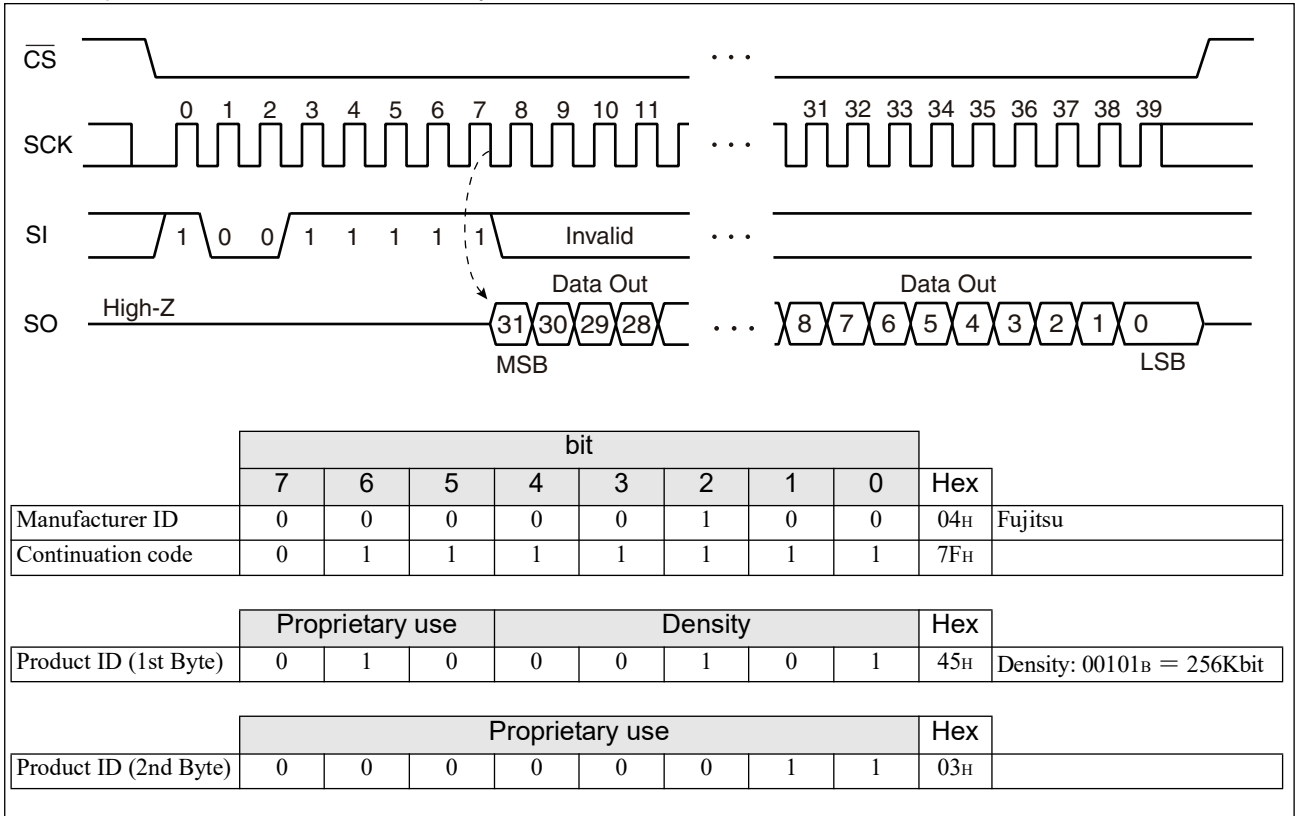 CS
0 1 2 3 4 5 6 7 8 9 10 11 31 32 33 34 35 36 37 38 39
SCK
SI 1 0 0 1 1 1 1 1 Invalid
Data Out Data Out
High-Z
SO 31 30 29 28 8 7 6 5 4 3 2 1 0
MSB LSB
bit
7 6 5 4 3 2 1 0 Hex
Manufacturer ID 0 0 0 0 0 1 0 0 04H Fujitsu
Continuation code 0 1 1 1 1 1 1 1 7FH
Proprietary use Density Hex
Product ID (1st Byte) 0 1 0 0 0 1 0 1 45H Density: 00101B = 256Kbit
Proprietary use Hex
Product ID (2nd Byte) 0 0 0 0 0 0 1 1 03H